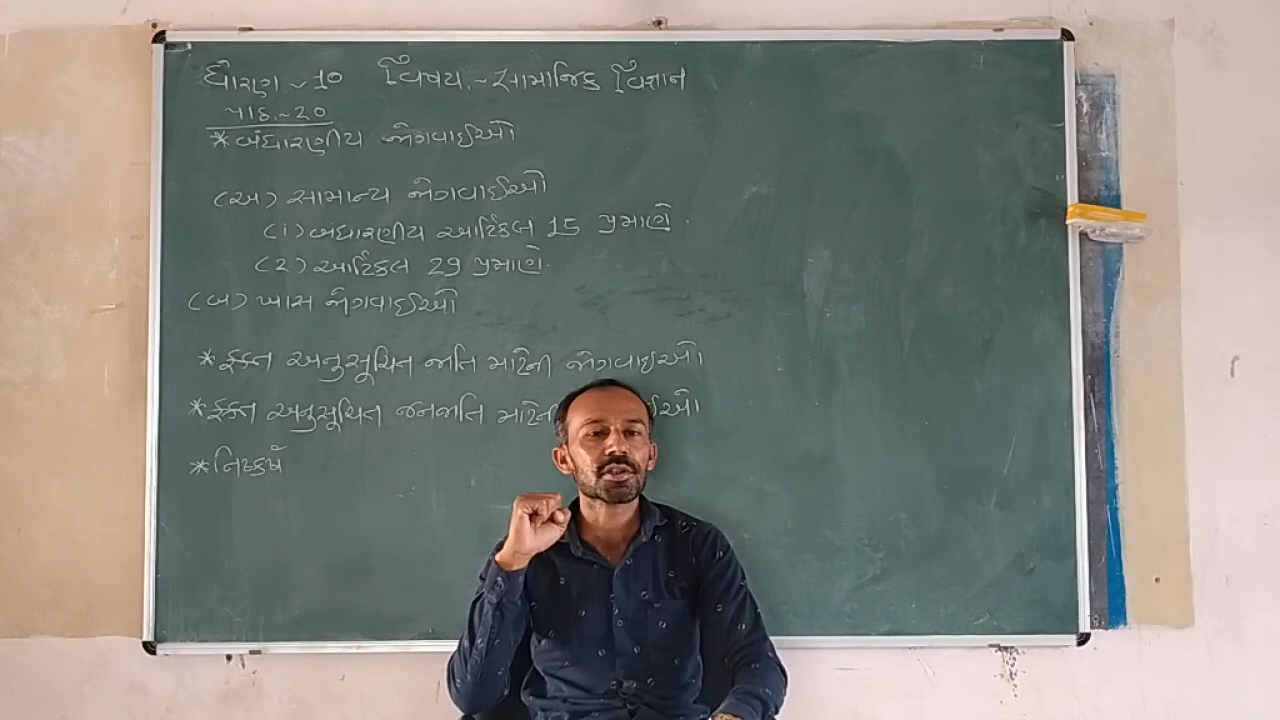 ધોરણ ~ 10 વિષય ~ સામાજિક વિજ્ઞાન
પાઠ ~ 20
* બંધારણીય જોગવાઈઓ
(અ) સામાન્ય જોગવાઈઓ
(1) બંધારણીય આર્ટિકલ 15 પ્રમાણે.
(2) આર્ટિકલ 29 પ્રમાણે.
(બ) ખાસ જોગવાઈઓ
* ફક્ત અનુસૂચિત જાતિ માટેની જોગવાઈઓ
* ફક્ત અનુસૂચિત જનજાતિ માટેની
* નિષ્કર્ષ